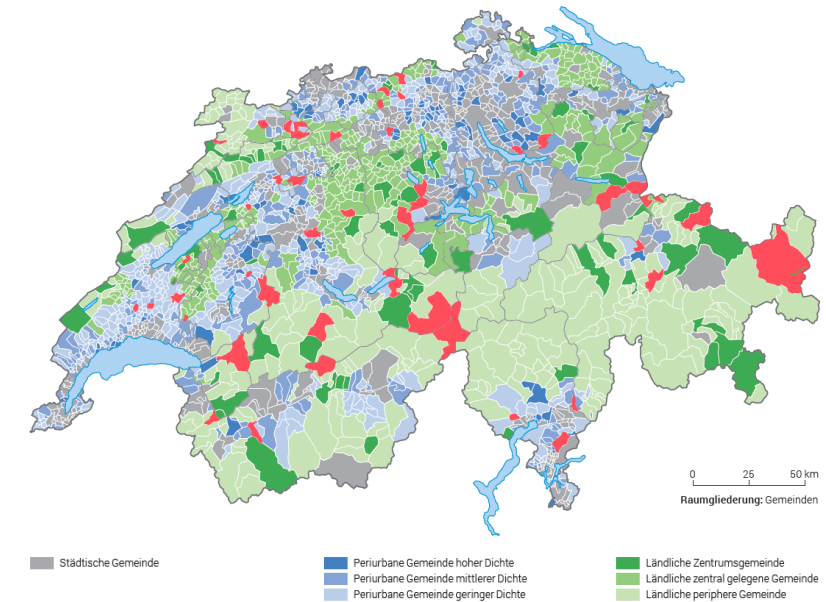 0 25 50 km
Raumgliederung: Gemeinden
Städtische Gemeinde
Periurbane Gemeinde hoher Dichte
Periurbane Gemeinde mittlerer Dichte
Periurbane Gemeinde geringer Dichte
Ländliche Zentrumsgemeinde
Ländliche zentral gelegene Gemeinde
Ländliche periphere Gemeinde